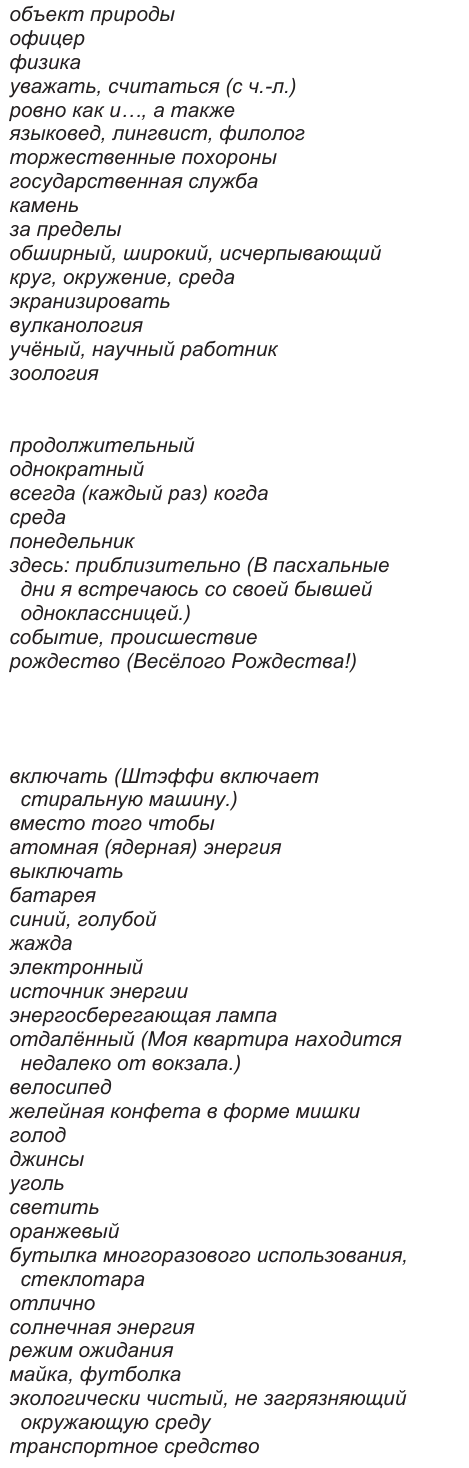 объект природы
офицер
физика
уважать, считаться (с ч.-л.)
ровно как и…, а также
языковед, лингвист, филолог
торжественные похороны
государственная служба
камень
за пределы
обширный, широкий, исчерпывающий
круг, окружение, среда
экранизировать
вулканология
учёный, научный работник
зоология
продолжительный
однократный
всегда (каждый раз) когда
среда
понедельник
здесь: приблизительно (В пасхальные
дни я встречаюсь со своей бывшей
одноклассницей.)
событие, происшествие
рождество (Весёлого Рождества!)
включать (Штэффи включает
стиральную машину.)
вместо того чтобы
атомная (ядерная) энергия
выключать
батарея
синий, голубой
жажда
электронный
источник энергии
энергосберегающая лампа
отдалённый (Моя квартира находится
недалеко от вокзала.)
велосипед
желейная конфета в форме мишки
голод
джинсы
уголь
светить
оранжевый
бутылка многоразового использования,
стеклотара
отлично
солнечная энергия
режим ожидания
майка, футболка
экологически чистый, не загрязняющий
окружающую среду
транспортное средство